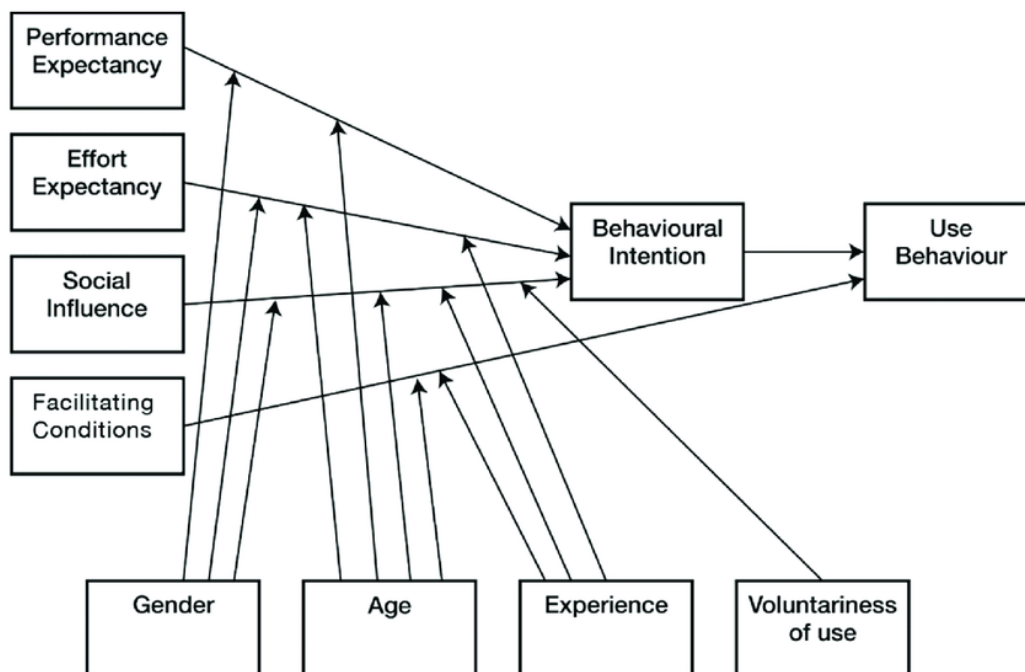 Performance
Expectancy
Effort
Expectancy
Social
Influence
Facilitating
Conditions
Behavioural
Intention
Use
Behaviour
Gender
Age
Experience
Voluntariness
of use